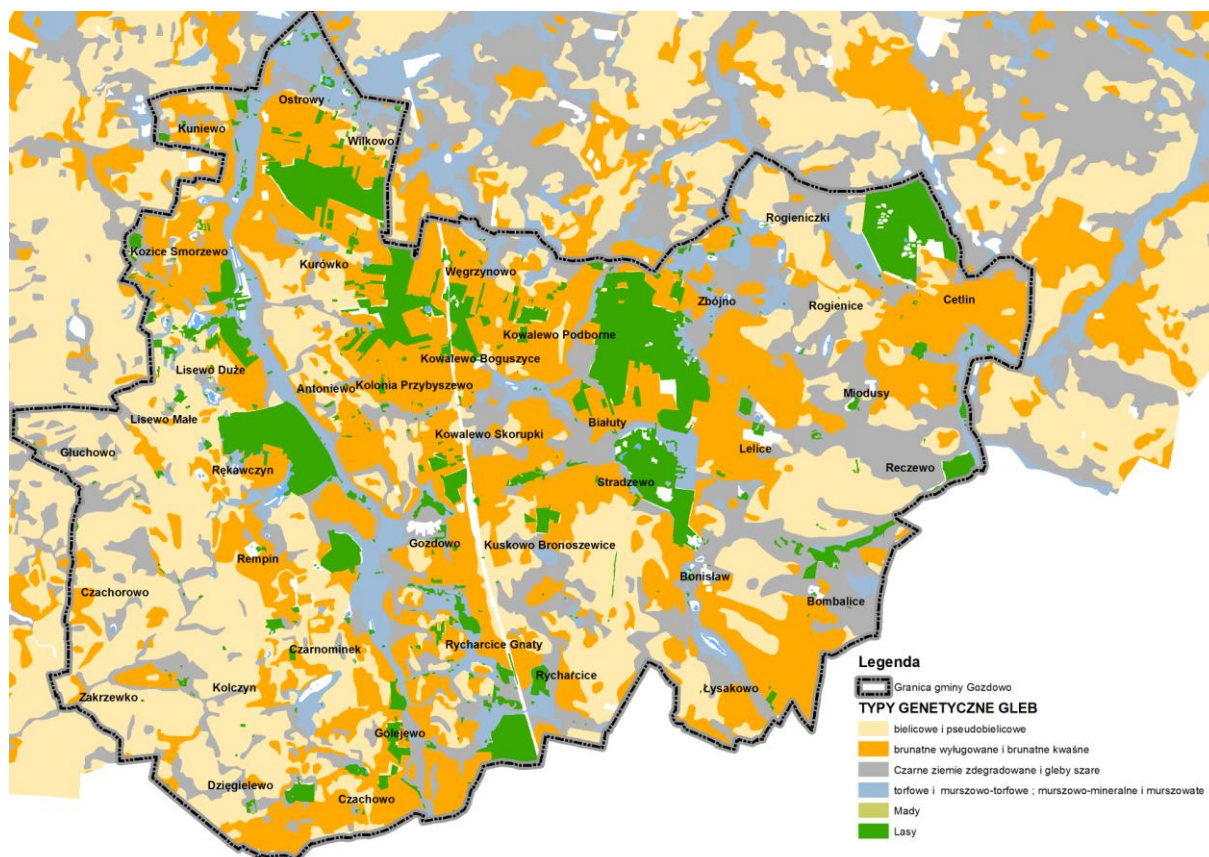 Ostrowy
Kuniewo
Wilkowo
Rogieniczki
Kozice Smorzewo
Kurówko
Węgrzynowo
Zbójno
Rogienice
Cetlin
Kowalewo Podborne
Kowalewo Boguszyce
Lisewo Duże
Antoniewo
Kolonia Przybyszewo
Miodusy
Lisewo Małe
Białuty
Kowalewo Skorupki
Lelice
Głuchowo
Rękawczyn
Reczewo
Stradzewo
Gozdowo
Kuskowo Bronoszewice
Rempin
Bonisław
Czachorowo
Bombalice
Czarnominek
Rycharcice Gnaty
Rycharcice
Kolczyn
Łysakowo
Zakrzewko
Golejewo
Dzięgielewo
Czachowo
Legenda
Granica gminy Gozdowo
TYPY GENETYCZNE GLEB
bielicowe i pseudobielicowe
brunatne wyługowane i brunatne kwaśne
Czarne ziemie zdegradowane i gleby szare
torfowe i murszowo-torfowe ; murszowo-mineralne i murszowate
Mady
Lasy